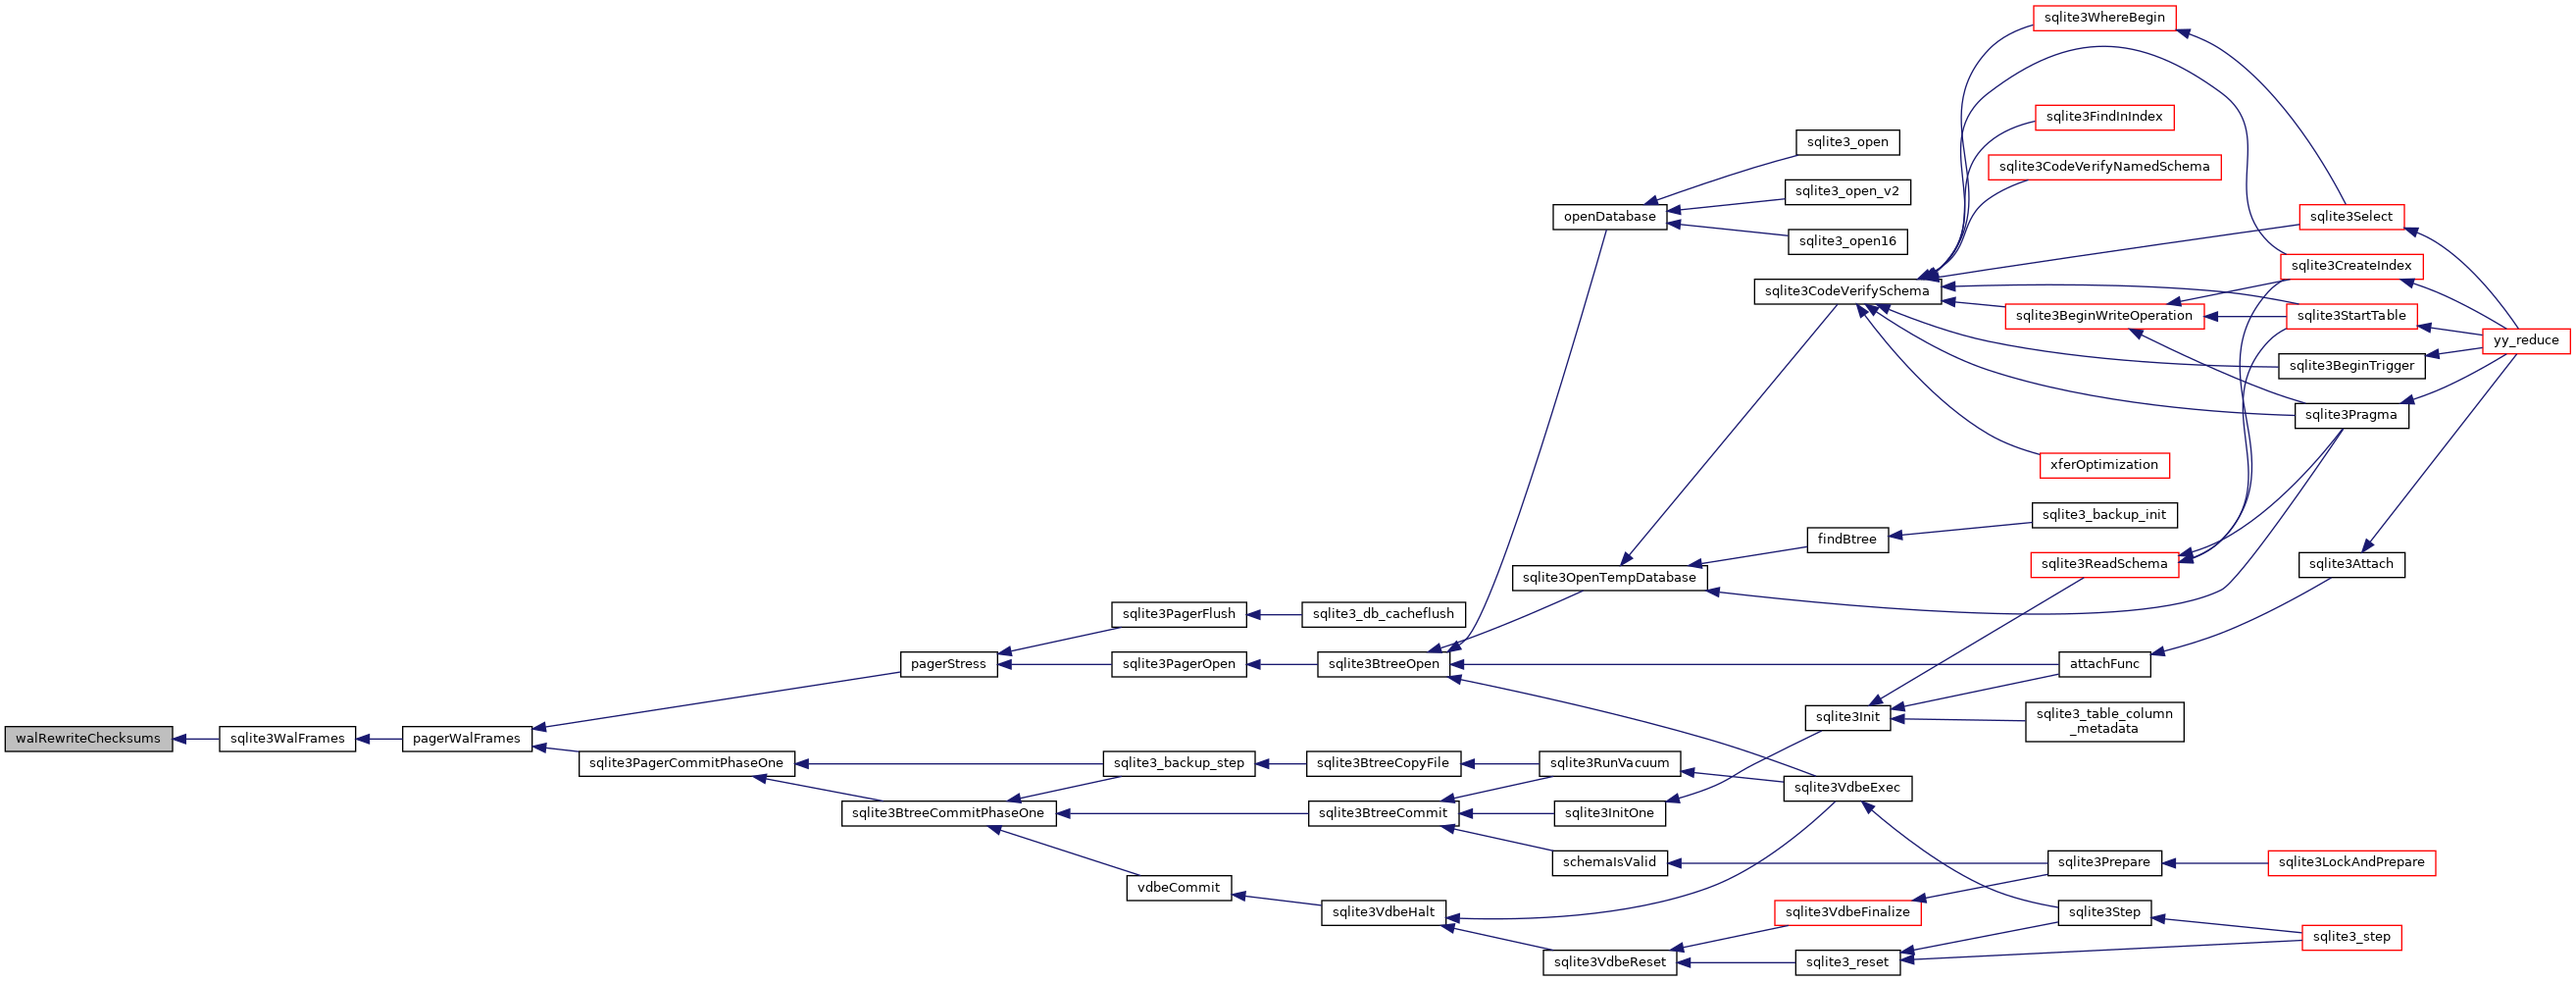 sqlite3WhereBegin
sqlite3FindInIndex
sqlite3_open
sqlite3CodeVerifyNamedSchema
sqlite3_open_v2
openDatabase
sqlite3Select
sqlite3_open16
sqlite3CreateIndex
sqlite3CodeVerifySchema
sqlite3BeginWriteOperation
sqlite3StartTable
yy_reduce
sqlite3BeginTrigger
sqlite3Pragma
xferOptimization
sqlite3_backup_init
findBtree
sqlite3ReadSchema
sqlite3Attach
sqlite3OpenTempDatabase
sqlite3PagerFlush
sqlite3_db_cacheflush
pagerStress
sqlite3PagerOpen
sqlite3BtreeOpen
attachFunc
sqlite3Init
sqlite3_table_column
_metadata
walRewriteChecksums
sqlite3WalFrames
pagerWalFrames
sqlite3PagerCommitPhaseOne
sqlite3_backup_step
sqlite3BtreeCopyFile
sqlite3RunVacuum
sqlite3VdbeExec
sqlite3BtreeCommitPhaseOne
sqlite3BtreeCommit
sqlite3InitOne
schemaIsValid
sqlite3Prepare
sqlite3LockAndPrepare
vdbeCommit
sqlite3VdbeHalt
sqlite3VdbeFinalize
sqlite3Step
sqlite3_step
sqlite3VdbeReset
sqlite3_reset